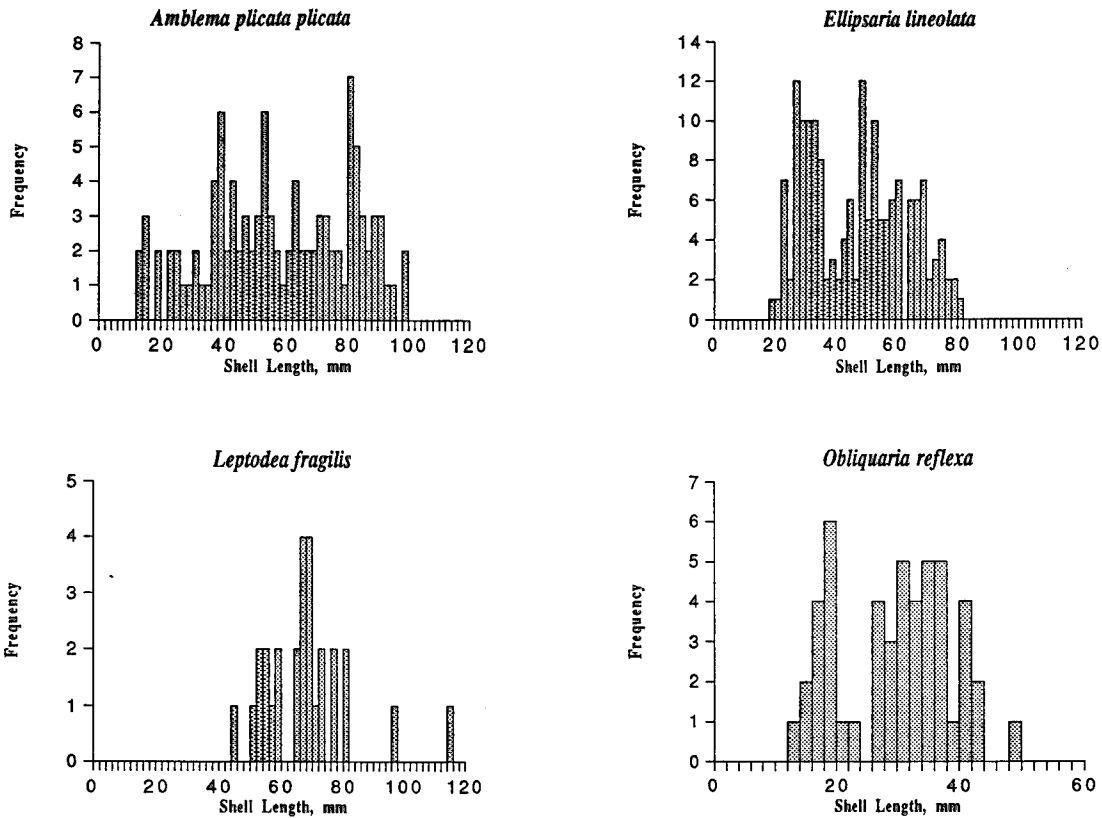 Amblema plicata plicata
8
7
6
5
4
3
2
1
0
Frequency
0 20 40 60 80 100 120
Shell Length, mm
Ellipsaria lineolata
14
12
10
8
6
4
2
0
Frequency
0 20 40 60 80 100 120
Shell Length, mm
Leptodea fragilis
5
4
3
2
1
0
Frequency
0 20 40 60 80 100 120
Shell Length, mm
Obliquaria reflexa
7
6
5
4
3
2
1
0
Frequency
0 20 40 60
Shell Length, mm